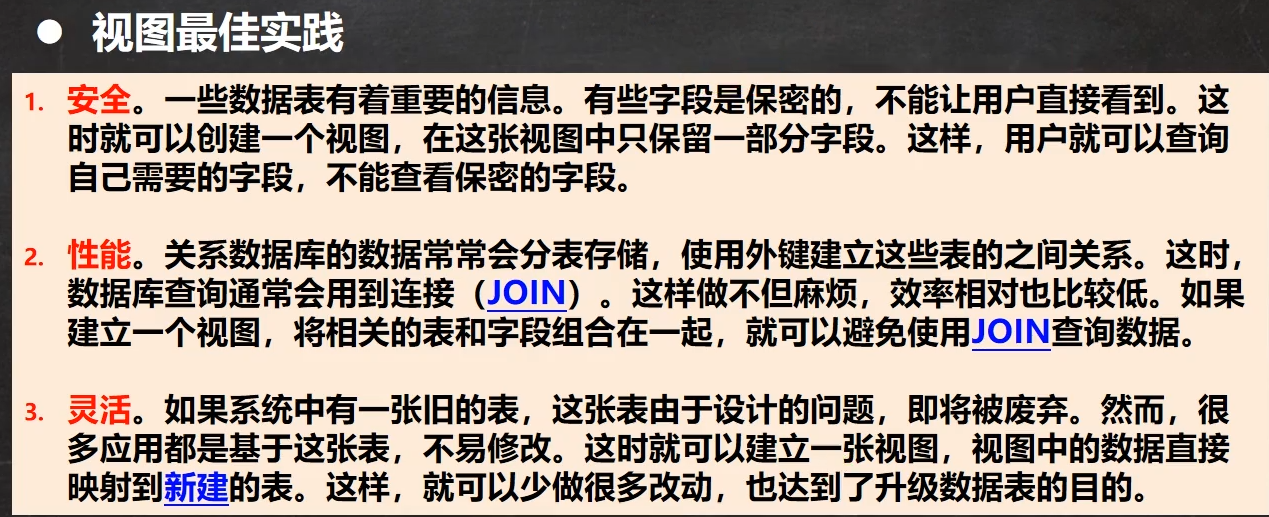 ● 视图最佳实践
1. 安全。一些数据表有着重要的信息。有些字段是保密的，不能让用户直接看到。这
时就可以创建一个视图，在这张视图中只保留一部分字段。这样，用户就可以查询
自己需要的字段，不能查看保密的字段。
2. 性能。关系数据库的数据常常会分表存储，使用外键建立这些表的之间关系。这时，
数据库查询通常会用到连接（JOIN）。这样做不但麻烦，效率相对也比较低。如果
建立一个视图，将相关的表和字段组合在一起，就可以避免使用JOIN查询数据。
3. 灵活。如果系统中有一张旧的表，这张表由于设计的问题，即将被废弃。然而，很
多应用都是基于这张表，不易修改。这时就可以建立一张视图，视图中的数据直接
映射到新建的表。这样，就可以少做很多改动，也达到了升级数据表的目的。